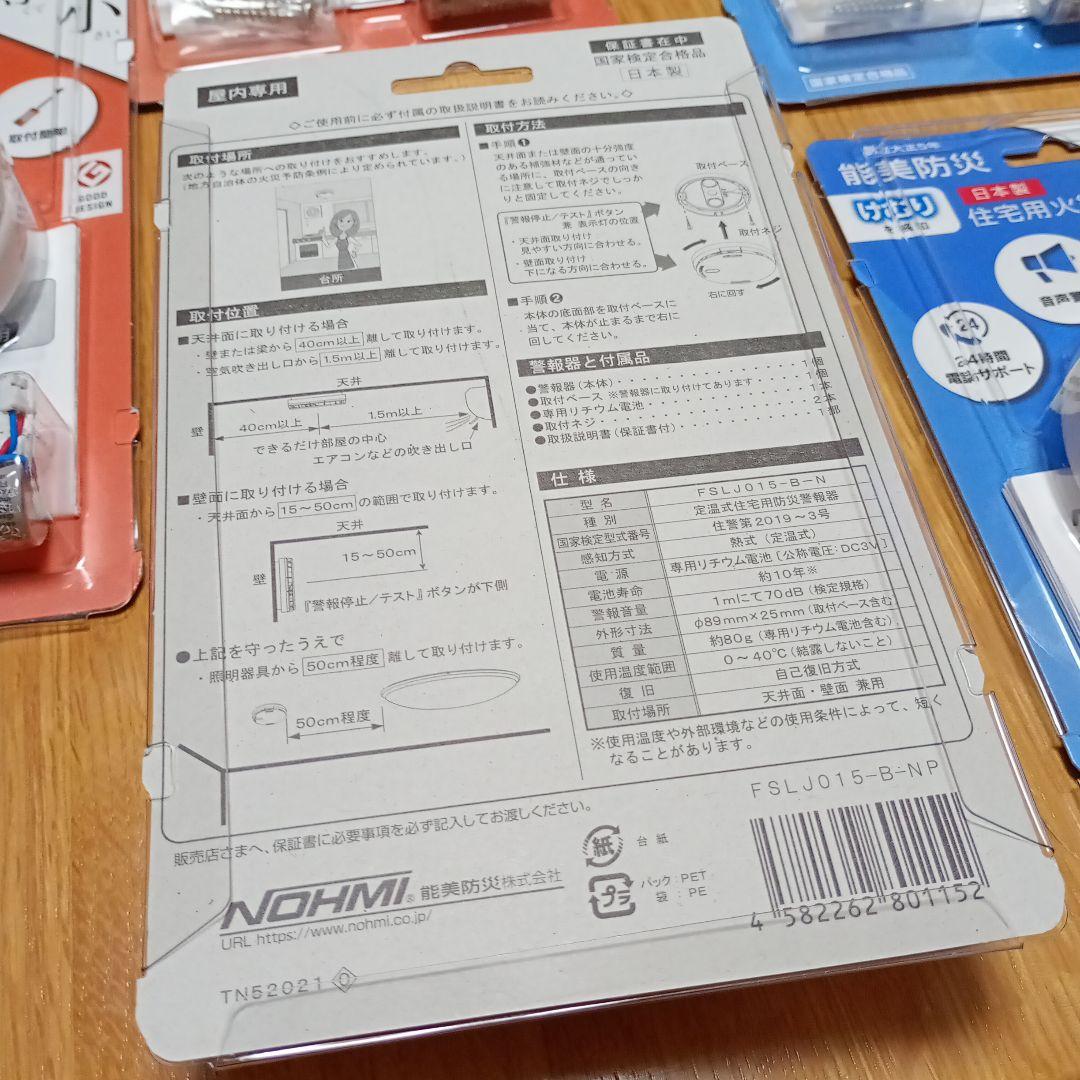 屋内専用
保証書在中
国家検定合格品
日本製
◇ご使用前に必ず付属の取扱説明書をお読みください。◇
取付場所
次のような場所への取り付けをおすすめします。
(地方自治体の火災予防条例により定められています。)
台所
取付位置
■天井面に取り付ける場合
・壁または梁から 40cm以上 離して取り付けます。
・空気吹き出し口から 1.5m以上 離して取り付けます。
天井
壁
40cm以上
1.5m以上
できるだけ部屋の中心
エアコンなどの吹き出し口
■壁面に取り付ける場合
・天井面から 15～50cm の範囲で取り付けます。
天井
壁
15～50cm
『警報停止/テスト』ボタンが下側
●上記を守ったうえで
・照明器具から 50cm程度 離して取り付けます。
50cm程度
取付方法
■手順❶
天井面または壁面の十分強度
のある補強材などが通ってい
る場所に、取付ベースの向き
に注意して取付ネジでしっか
りと固定してください。
『警報停止/テスト』ボタン
兼 表示灯の位置
・天井面取り付け
見やすい方向に合わせる。
・壁面取り付け
下になる方向に合わせる。
取付ベース
取付ネジ
右に回す
■手順❷
本体の底面部を取付ベースに
当て、本体が止まるまで右に
回してください。
警報器と付属品
●警報器(本体)・・・・・・・・・・・・・・1個
●取付ベース ※警報器に取り付けてあります・・・・1個
●専用リチウム電池・・・・・・・・・・・・1本
●取付ネジ・・・・・・・・・・・・・・・・2本
●取扱説明書(保証書付)・・・・・・・・・・1部
仕様
型名 FSLJ015-B-N
種別 定温式住宅用防災警報器
国家検定型式番号 住警第2019～3号
感知方式 熱式(定温式)
電源 専用リチウム電池〔公称電圧:DC3V〕
電池寿命 約10年※
警報音量 1mにて70dB(検定規格)
外形寸法 φ89mm×25mm(取付ベース含む)
質量 約80g(専用リチウム電池含む)
使用温度範囲 0～40℃(結露しないこと)
復旧 自己復旧方式
取付場所 天井面・壁面 兼用
※使用温度や外部環境などの使用条件によって、短く
なることがあります。
FSLJ015-B-NP
販売店さまへ、保証書に必要事項を必ず記入してお渡しください。
NOHMI® 能美防災株式会社
URL https://www.nohmi.co.jp/
紙 台紙
プラ パック:PET
袋 :PE
4 582262 801152
TN52021 0
小
さい
取付簡単
GOOD
DESIGN
国家検定合格品
能美防災
けむり
を感知
日本製
住宅用火
24
24時間
電話サポート